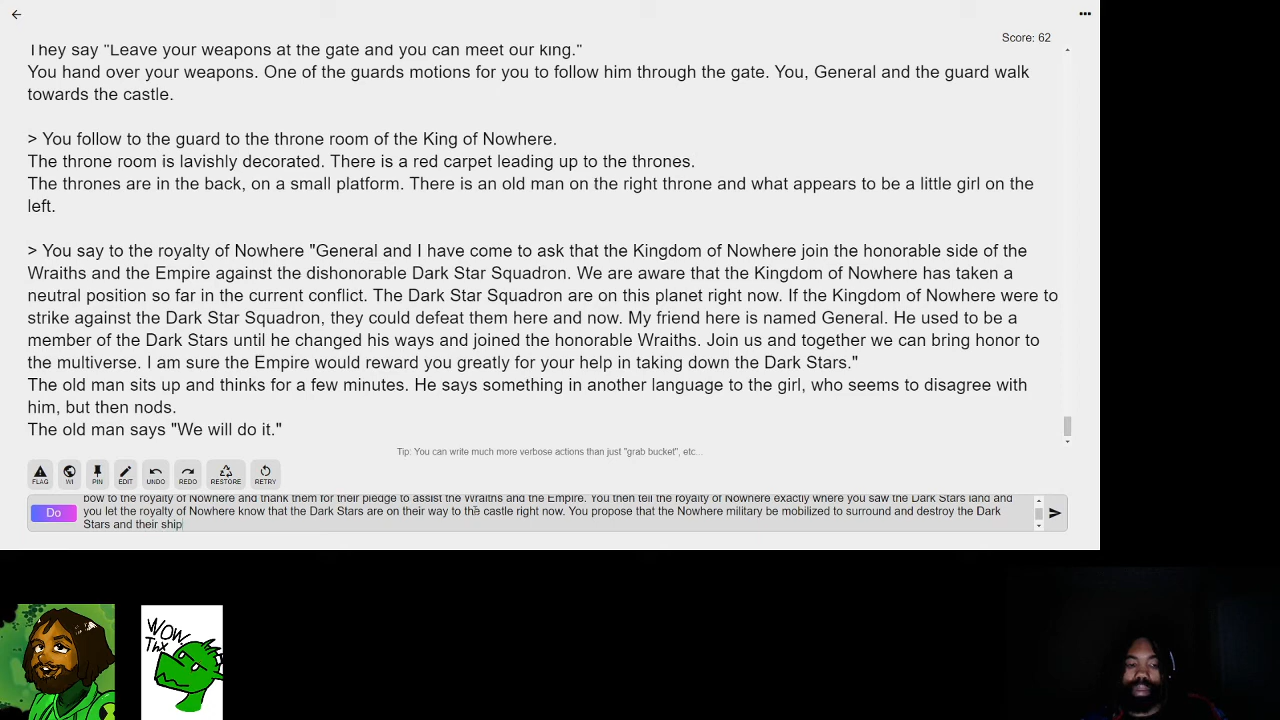 Score: 62
They say "Leave your weapons at the gate and you can meet our king."
You hand over your weapons. One of the guards motions for you to follow him through the gate. You, General and the guard walk
towards the castle.
> You follow to the guard to the throne room of the King of Nowhere.
The throne room is lavishly decorated. There is a red carpet leading up to the thrones.
The thrones are in the back, on a small platform. There is an old man on the right throne and what appears to be a little girl on the
left.
> You say to the royalty of Nowhere "General and I have come to ask that the Kingdom of Nowhere join the honorable side of the
Wraiths and the Empire against the dishonorable Dark Star Squadron. We are aware that the Kingdom of Nowhere has taken a
neutral position so far in the current conflict. The Dark Star Squadron are on this planet right now. If the Kingdom of Nowhere were to
strike against the Dark Star Squadron, they could defeat them here and now. My friend here is named General. He used to be a
member of the Dark Stars until he changed his ways and joined the honorable Wraiths. Join us and together we can bring honor to
the multiverse. I am sure the Empire would reward you greatly for your help in taking down the Dark Stars."
The old man sits up and thinks for a few minutes. He says something in another language to the girl, who seems to disagree with
him, but then nods.
The old man says "We will do it."
Tip: You can write much more verbose actions than just "grab bucket", etc...
FLAG WI PIN EDIT UNDO REDO RESTORE RETRY
bow to the royalty of Nowhere and thank them for their pledge to assist the Wraiths and the Empire. You then tell the royalty of Nowhere exactly where you saw the Dark Stars land and
Do you let the royalty of Nowhere know that the Dark Stars are on their way to the castle right now. You propose that the Nowhere military be mobilized to surround and destroy the Dark
Stars and their ship
WOW
Thx